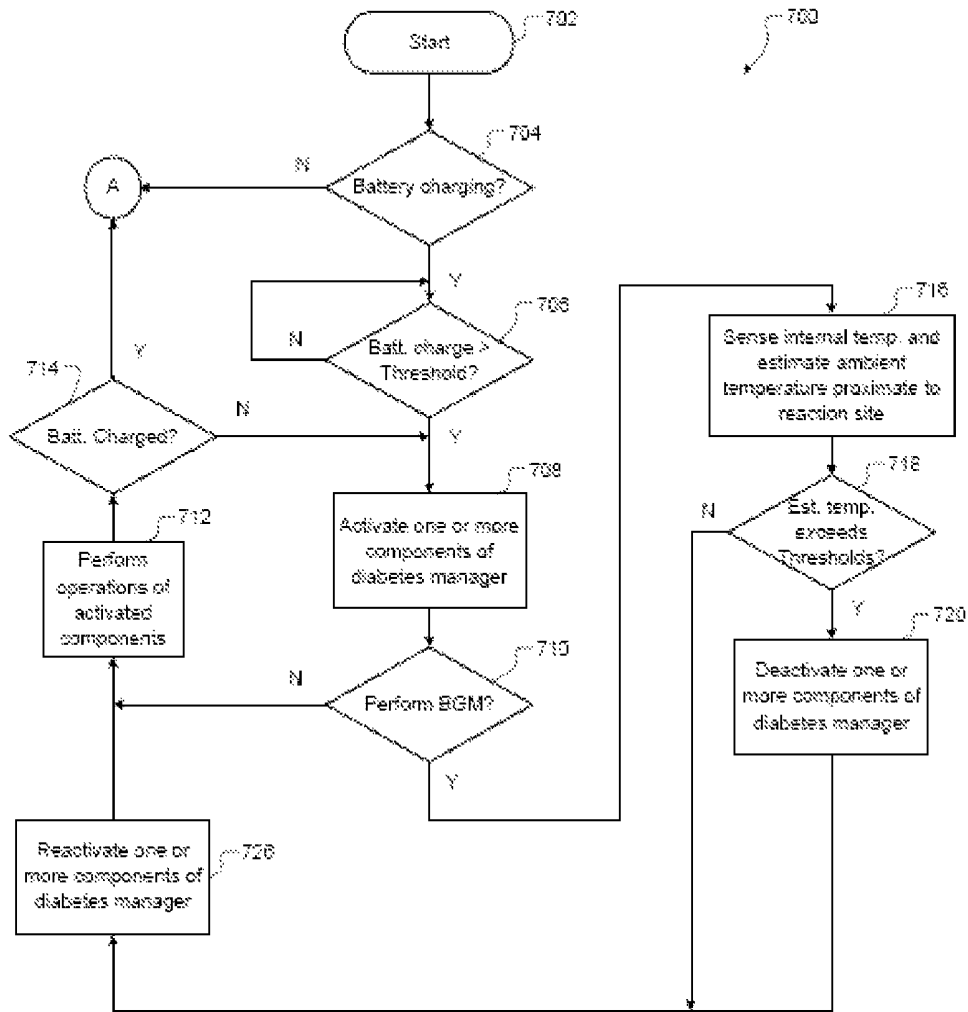 702
Start
700
704
N
Battery charging?
A
Y
706
N
Batt. charge >
Threshold?
Y
716
Sense internal temp. and
estimate ambient
temperature proximate to
reaction site
Y
714
Batt. Charged?
N
708
Activate one or more
components of
diabetes manager
718
N
Est. temp.
exceeds
Thresholds?
Y
712
Perform
operations of
activated
components
710
N
Perform BGM?
Y
720
Deactivate one or
more components of
diabetes manager
Reactivate one or
more components of
diabetes manager